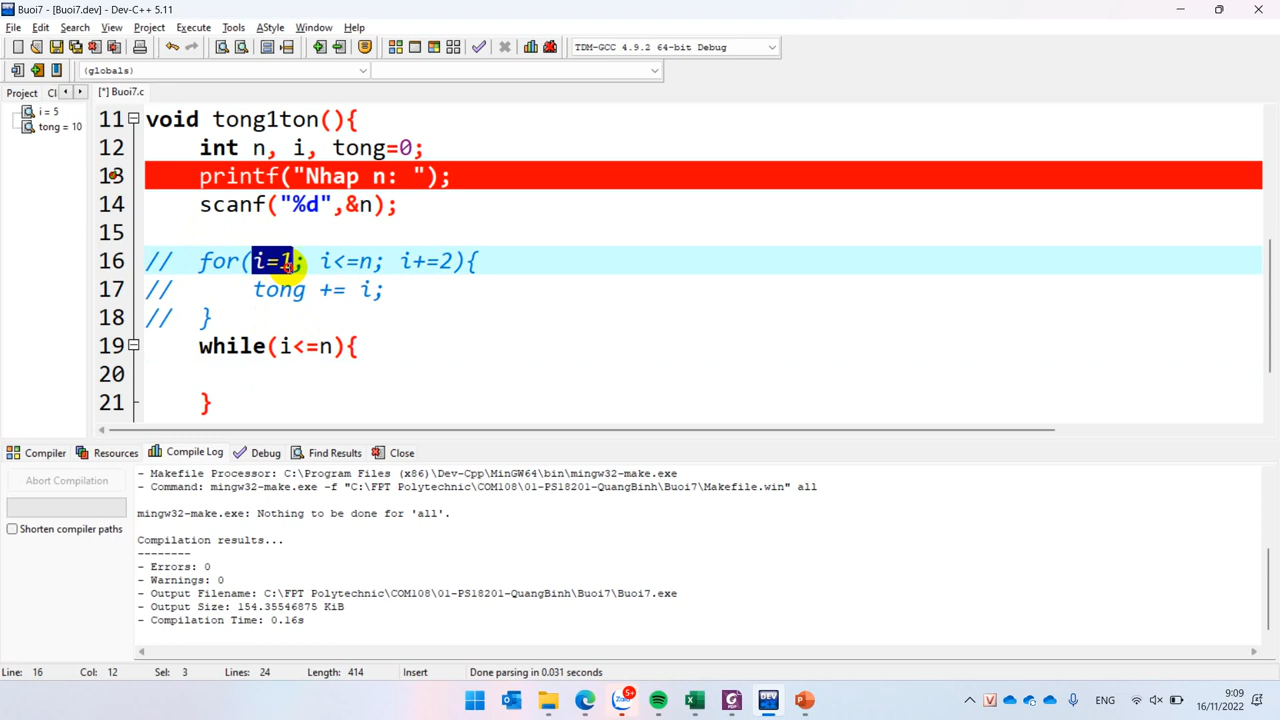 Buoi7 - [Buoi7.dev] - Dev-C++ 5.11
File Edit Search View Project Execute Tools AStyle Window Help
TDM-GCC 4.9.2 64-bit Debug
(globals)
Project Cl
[*] Buoi7.c
i = 5
tong = 10
11 void tong1ton(){
12 int n, i, tong=0;
13 printf("Nhap n: ");
14 scanf("%d",&n);
15
16 // for(i=1; i<=n; i+=2){
17 // tong += i;
18 // }
19 while(i<=n){
20
21 }
Compiler Resources Compile Log Debug Find Results Close
Abort Compilation
Shorten compiler paths
- Makefile Processor: C:\Program Files (x86)\Dev-Cpp\MinGW64\bin\mingw32-make.exe
- Command: mingw32-make.exe -f "C:\FPT Polytechnic\COM108\01-PS18201-QuangBinh\Buoi7\Makefile.win" all
mingw32-make.exe: Nothing to be done for 'all'.
Compilation results...
--------
- Errors: 0
- Warnings: 0
- Output Filename: C:\FPT Polytechnic\COM108\01-PS18201-QuangBinh\Buoi7\Buoi7.exe
- Output Size: 154.35546875 KiB
- Compilation Time: 0.16s
Line: 16 Col: 12 Sel: 3 Lines: 24 Length: 414 Insert Done parsing in 0.031 seconds
Zalo 5+
DEV
ENG
9:09
16/11/2022